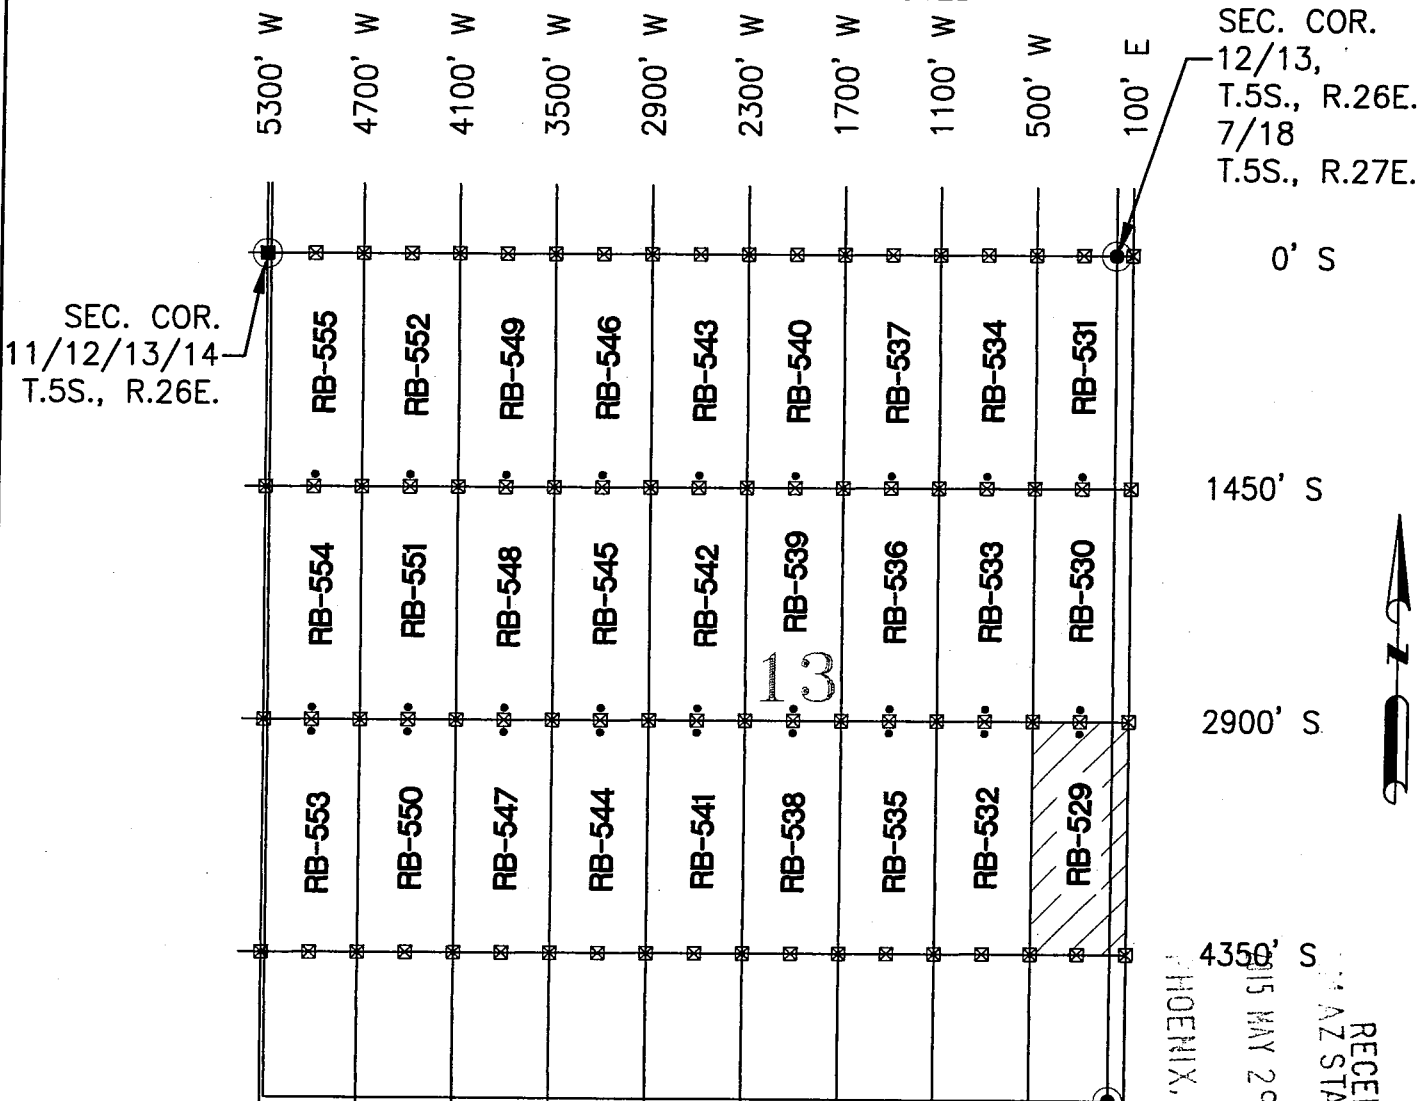 5300' W
4700' W
4100' W
3500' W
2900' W
2300' W
1700' W
1100' W
500' W
100' E
SEC. COR.
12/13,
T.5S., R.26E.
7/18
T.5S., R.27E.
0' S
SEC. COR.
11/12/13/14
T.5S., R.26E.
RB-555
RB-552
RB-549
RB-546
RB-543
RB-540
RB-537
RB-534
RB-531
1450' S
RB-554
RB-551
RB-548
RB-545
RB-542
RB-539
RB-536
RB-533
RB-530
13
Z
2900' S
RB-553
RB-550
RB-547
RB-544
RB-541
RB-538
RB-535
RB-532
RB-529
4350' S
AZ STA
MAY